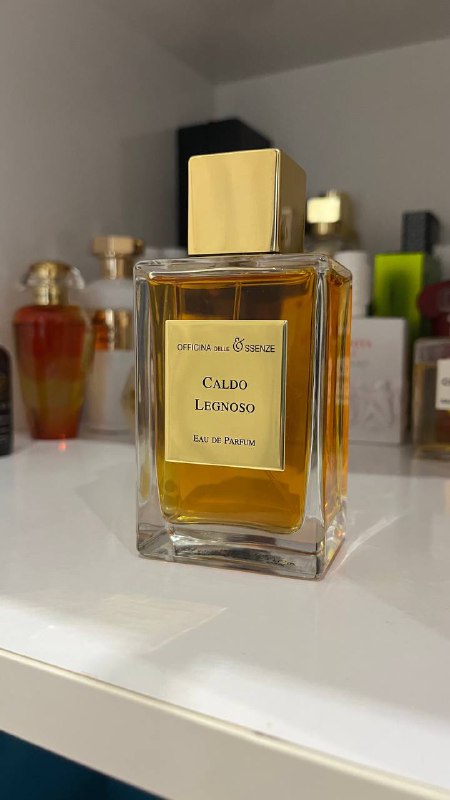 OFFICINA DELLE ESSENZE
CALDO
LEGNOSO
EAU DE PARFUM